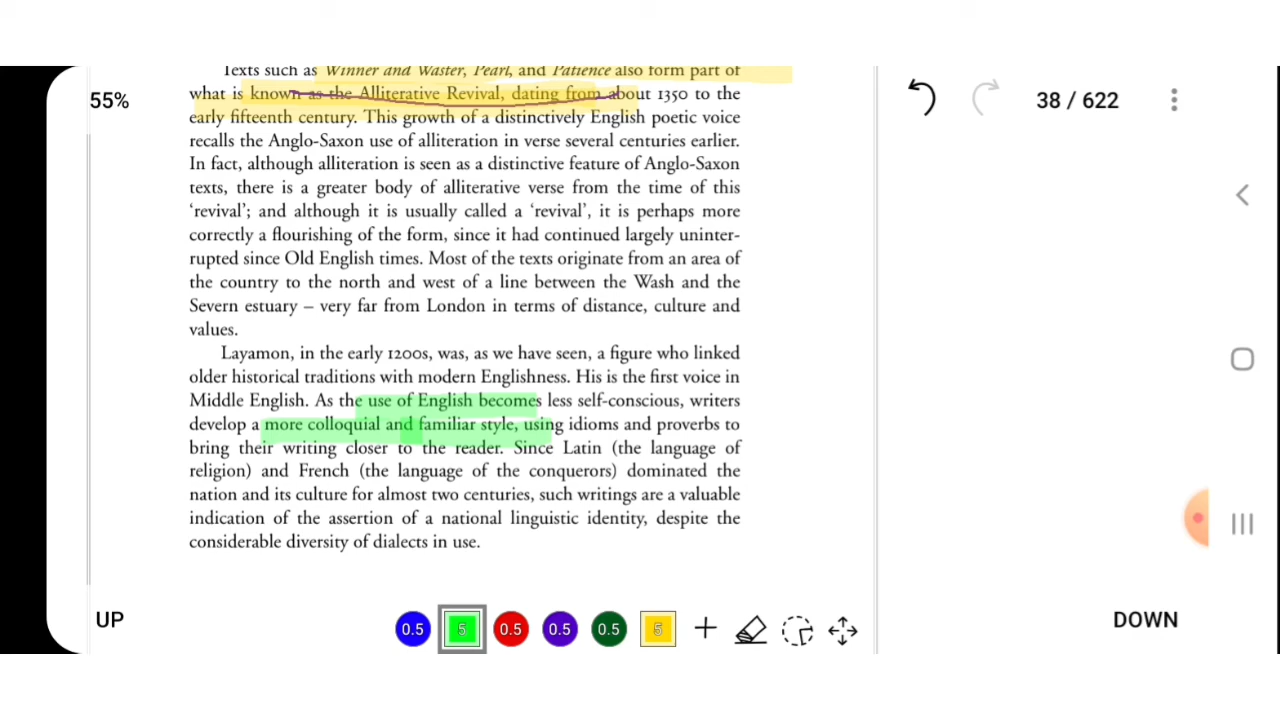 Texts such as Winner and Waster, Pearl, and Patience also form part of
55%
what is known as the Alliterative Revival, dating from about 1350 to the
38 / 622
early fifteenth century. This growth of a distinctively English poetic voice
recalls the Anglo-Saxon use of alliteration in verse several centuries earlier.
In fact, although alliteration is seen as a distinctive feature of Anglo-Saxon
texts, there is a greater body of alliterative verse from the time of this
‘revival’; and although it is usually called a ‘revival’, it is perhaps more
correctly a flourishing of the form, since it had continued largely uninter-
rupted since Old English times. Most of the texts originate from an area of
the country to the north and west of a line between the Wash and the
Severn estuary – very far from London in terms of distance, culture and
values.
Layamon, in the early 1200s, was, as we have seen, a figure who linked
older historical traditions with modern Englishness. His is the first voice in
Middle English. As the use of English becomes less self-conscious, writers
develop a more colloquial and familiar style, using idioms and proverbs to
bring their writing closer to the reader. Since Latin (the language of
religion) and French (the language of the conquerors) dominated the
nation and its culture for almost two centuries, such writings are a valuable
indication of the assertion of a national linguistic identity, despite the
considerable diversity of dialects in use.
UP
0.5 5 0.5 0.5 0.5 5
DOWN